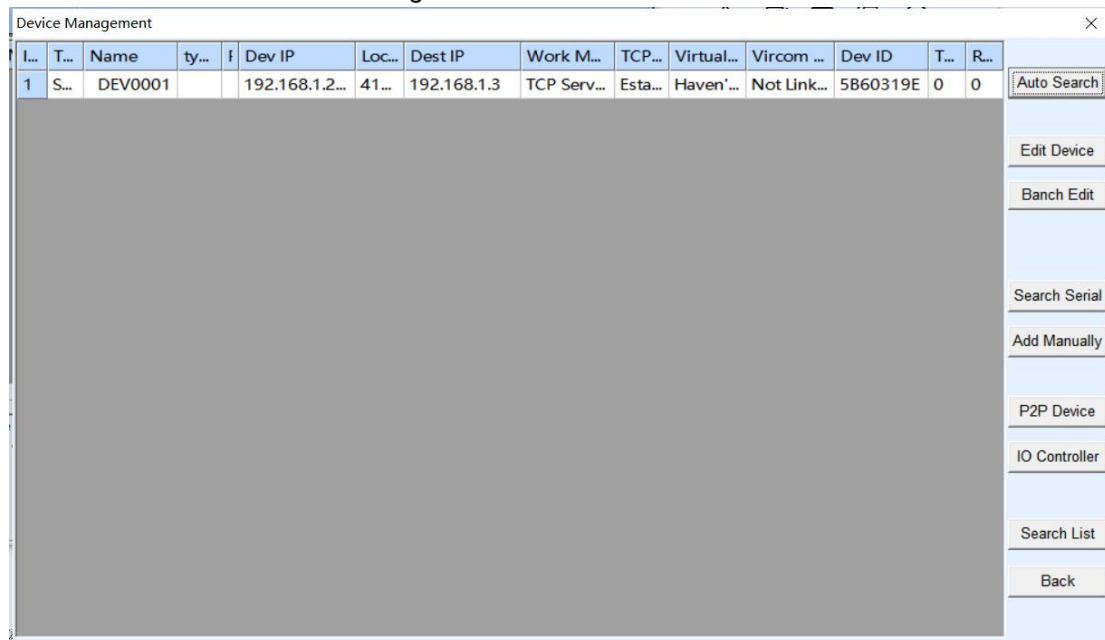 Device Management
I... T... Name ty... F Dev IP Loc... Dest IP Work M... TCP... Virtual... Vircom ... Dev ID T... R...
1 S... DEV0001 192.168.1.2... 41... 192.168.1.3 TCP Serv... Esta... Haven'... Not Link... 5B60319E 0 0
Auto Search
Edit Device
Banch Edit
Search Serial
Add Manually
P2P Device
IO Controller
Search List
Back